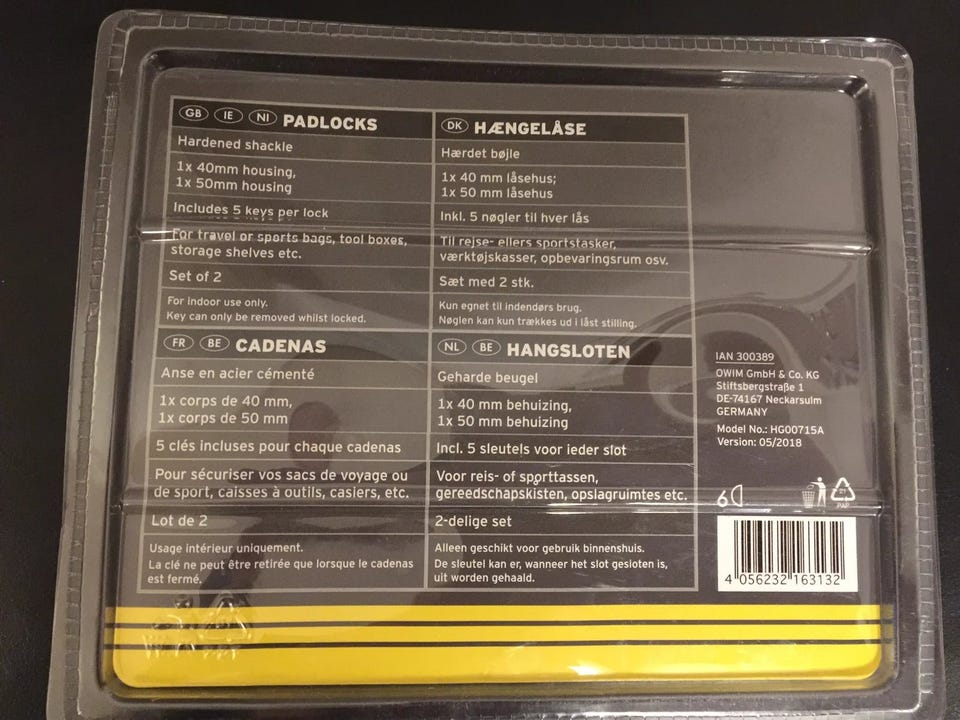 GB IE NI PADLOCKS
Hardened shackle
1x 40mm housing,
1x 50mm housing
Includes 5 keys per lock
For travel or sports bags, tool boxes,
storage shelves etc.
Set of 2
For indoor use only.
Key can only be removed whilst locked.
DK HÆNGELÅSE
Hærdet bøjle
1x 40 mm låsehus;
1x 50 mm låsehus
Inkl. 5 nøgler til hver lås
Til rejse- ellers sportstasker,
værktøjskasser, opbevaringsrum osv.
Sæt med 2 stk.
Kun egnet til indendørs brug.
Nøglen kan kun trækkes ud i låst stilling.
FR BE CADENAS
Anse en acier cémenté
1x corps de 40 mm,
1x corps de 50 mm
5 clés incluses pour chaque cadenas
Pour sécuriser vos sacs de voyage ou
de sport, caisses à outils, casiers, etc.
Lot de 2
Usage intérieur uniquement.
La clé ne peut être retirée que lorsque le cadenas
est fermé.
NL BE HANGSLOTEN
Geharde beugel
1x 40 mm behuizing,
1x 50 mm behuizing
Incl. 5 sleutels voor ieder slot
Voor reis- of sporttassen,
gereedschapskisten, opslagruimtes etc.
2-delige set
Alleen geschikt voor gebruik binnenshuis.
De sleutel kan er, wanneer het slot gesloten is,
uit worden gehaald.
IAN 300389
OWIM GmbH & Co. KG
Stiftsbergstraße 1
DE-74167 Neckarsulm
GERMANY
Model No.: HG00715A
Version: 05/2018
6
PAP
4 056232 163132